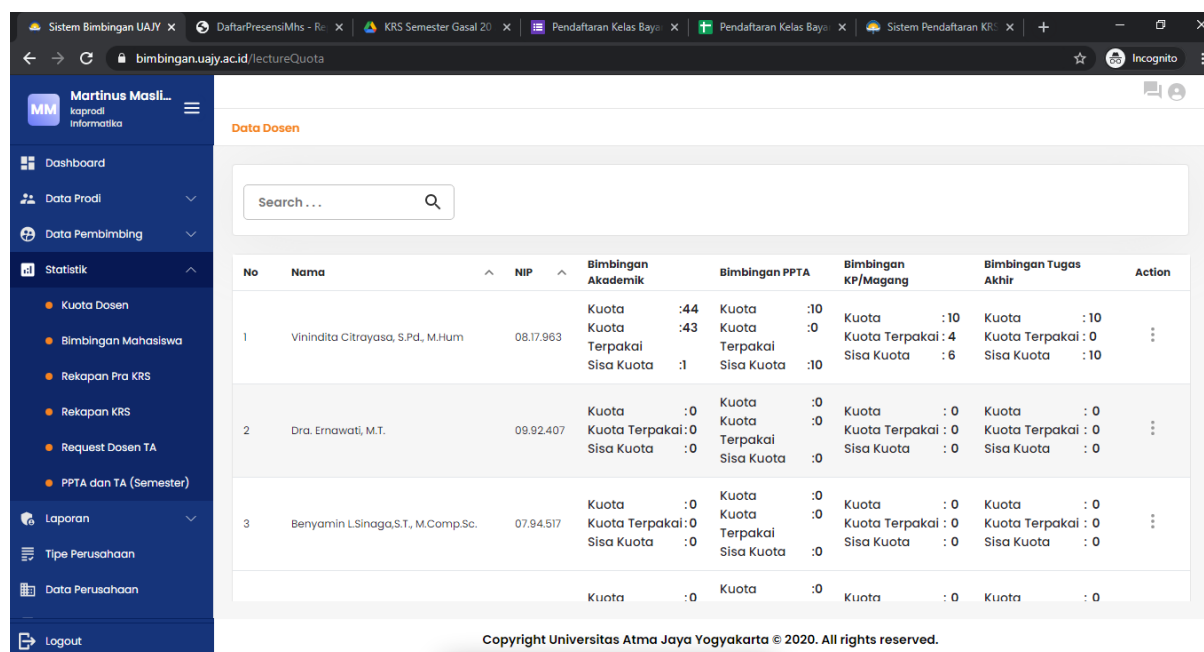 Sistem Bimbingan UAJY
DaftarPresensiMhs - Re
KRS Semester Gasal 20
Pendaftaran Kelas Baya
Pendaftaran Kelas Baya
Sistem Pendaftaran KRS
bimbingan.uajy.ac.id/lectureQuota
Incognito
MM
Martinus Masli...
kaprodi
Informatika
Dashboard
Data Prodi
Data Pembimbing
Statistik
Kuota Dosen
Bimbingan Mahasiswa
Rekapan Pra KRS
Rekapan KRS
Request Dosen TA
PPTA dan TA (Semester)
Laporan
Tipe Perusahaan
Data Perusahaan
Logout
Data Dosen
Search . . .
No
Nama
NIP
Bimbingan
Akademik
Bimbingan PPTA
Bimbingan
KP/Magang
Bimbingan Tugas
Akhir
Action
1
Vinindita Citrayasa, S.Pd., M.Hum
08.17.963
Kuota :44
Kuota :43
Terpakai
Sisa Kuota :1
Kuota :10
Kuota :0
Terpakai
Sisa Kuota :10
Kuota : 10
Kuota Terpakai : 4
Sisa Kuota : 6
Kuota : 10
Kuota Terpakai : 0
Sisa Kuota : 10
2
Dra. Ernawati, M.T.
09.92.407
Kuota :0
Kuota Terpakai :0
Sisa Kuota :0
Kuota :0
Kuota :0
Terpakai
Sisa Kuota :0
Kuota : 0
Kuota Terpakai : 0
Sisa Kuota : 0
Kuota : 0
Kuota Terpakai : 0
Sisa Kuota : 0
3
Benyamin L.Sinaga,S.T., M.Comp.Sc.
07.94.517
Kuota :0
Kuota Terpakai :0
Sisa Kuota :0
Kuota :0
Kuota :0
Terpakai
Sisa Kuota :0
Kuota : 0
Kuota Terpakai : 0
Sisa Kuota : 0
Kuota : 0
Kuota Terpakai : 0
Sisa Kuota : 0
Kuota :0
Kuota :0
Kuota : 0
Kuota : 0
Copyright Universitas Atma Jaya Yogyakarta © 2020. All rights reserved.